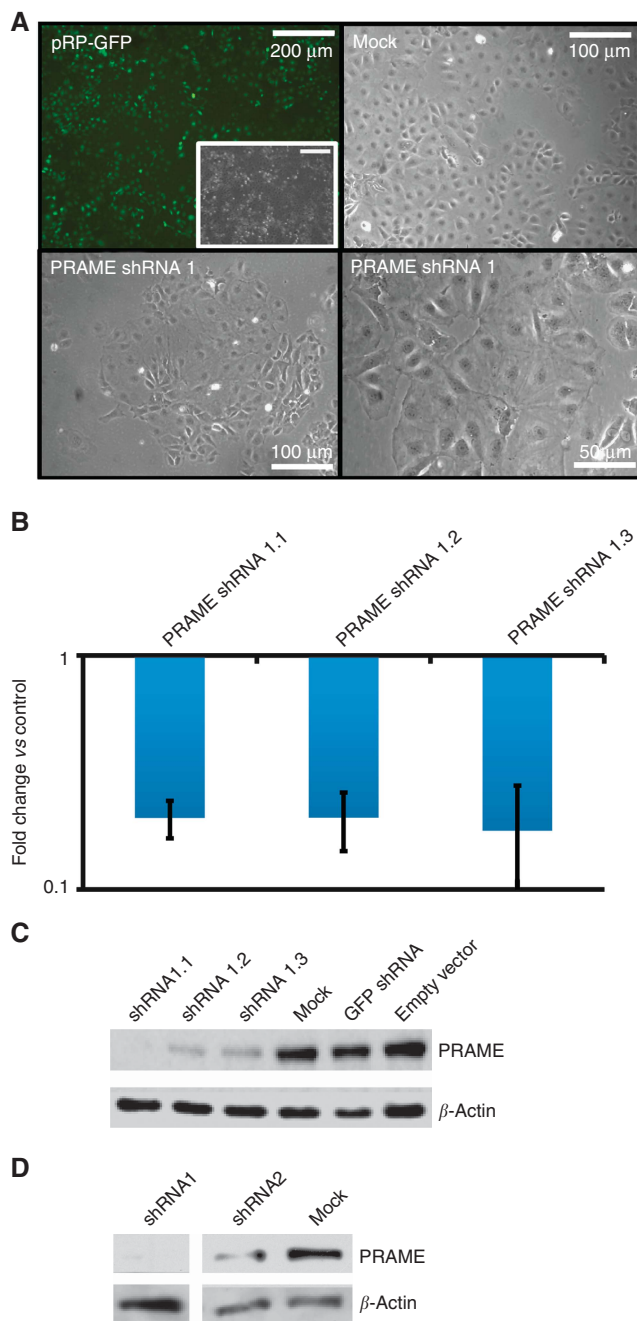 A
pRP-GFP
200 μm
Mock
100 μm
PRAME shRNA 1
100 μm
PRAME shRNA 1
50 μm
B
PRAME shRNA 1.1
PRAME shRNA 1.2
PRAME shRNA 1.3
1
Fold change vs control
0.1
C
shRNA1.1
shRNA 1.2
shRNA 1.3
Mock
GFP shRNA
Empty vector
PRAME
β-Actin
D
shRNA1
shRNA2
Mock
PRAME
β-Actin